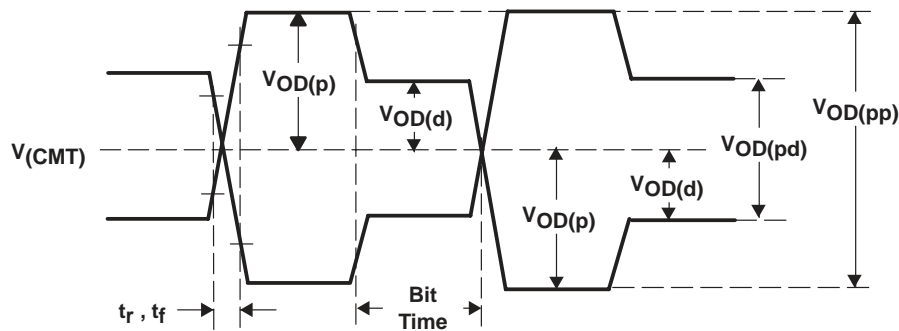 V(CMT)
VOD(p)
VOD(d)
VOD(p)
VOD(d)
VOD(pd)
VOD(pp)
tr , tf
Bit
Time